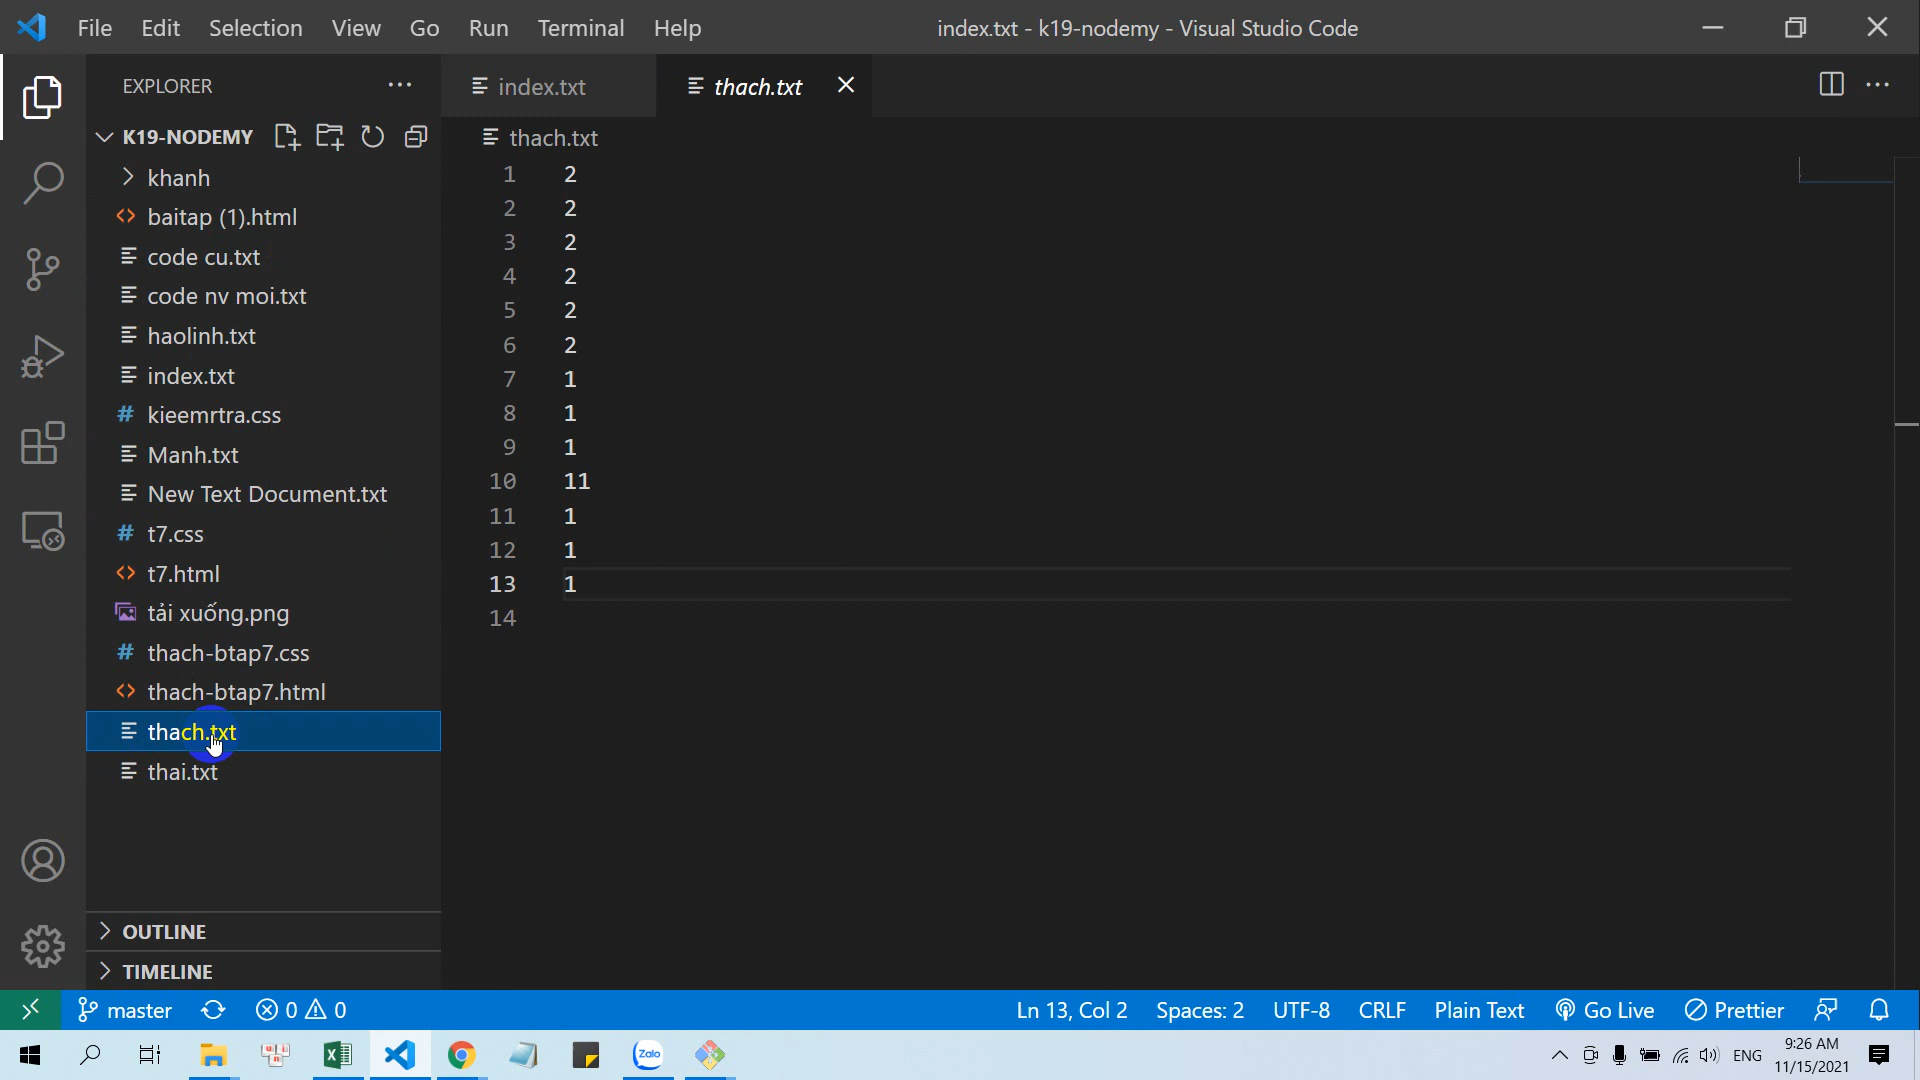 File Edit Selection View Go Run Terminal Help
index.txt - k19-nodemy - Visual Studio Code
EXPLORER
K19-NODEMY
khanh
baitap (1).html
code cu.txt
code nv moi.txt
haolinh.txt
index.txt
kieemrtra.css
Manh.txt
New Text Document.txt
t7.css
t7.html
tải xuống.png
thach-btap7.css
thach-btap7.html
thach.txt
thai.txt
OUTLINE
TIMELINE
index.txt
thach.txt
thach.txt
1 2
2 2
3 2
4 2
5 2
6 2
7 1
8 1
9 1
10 11
11 1
12 1
13 1
14
master 0 0 Ln 13, Col 2 Spaces: 2 UTF-8 CRLF Plain Text Go Live Prettier
Zalo
ENG
9:26 AM
11/15/2021